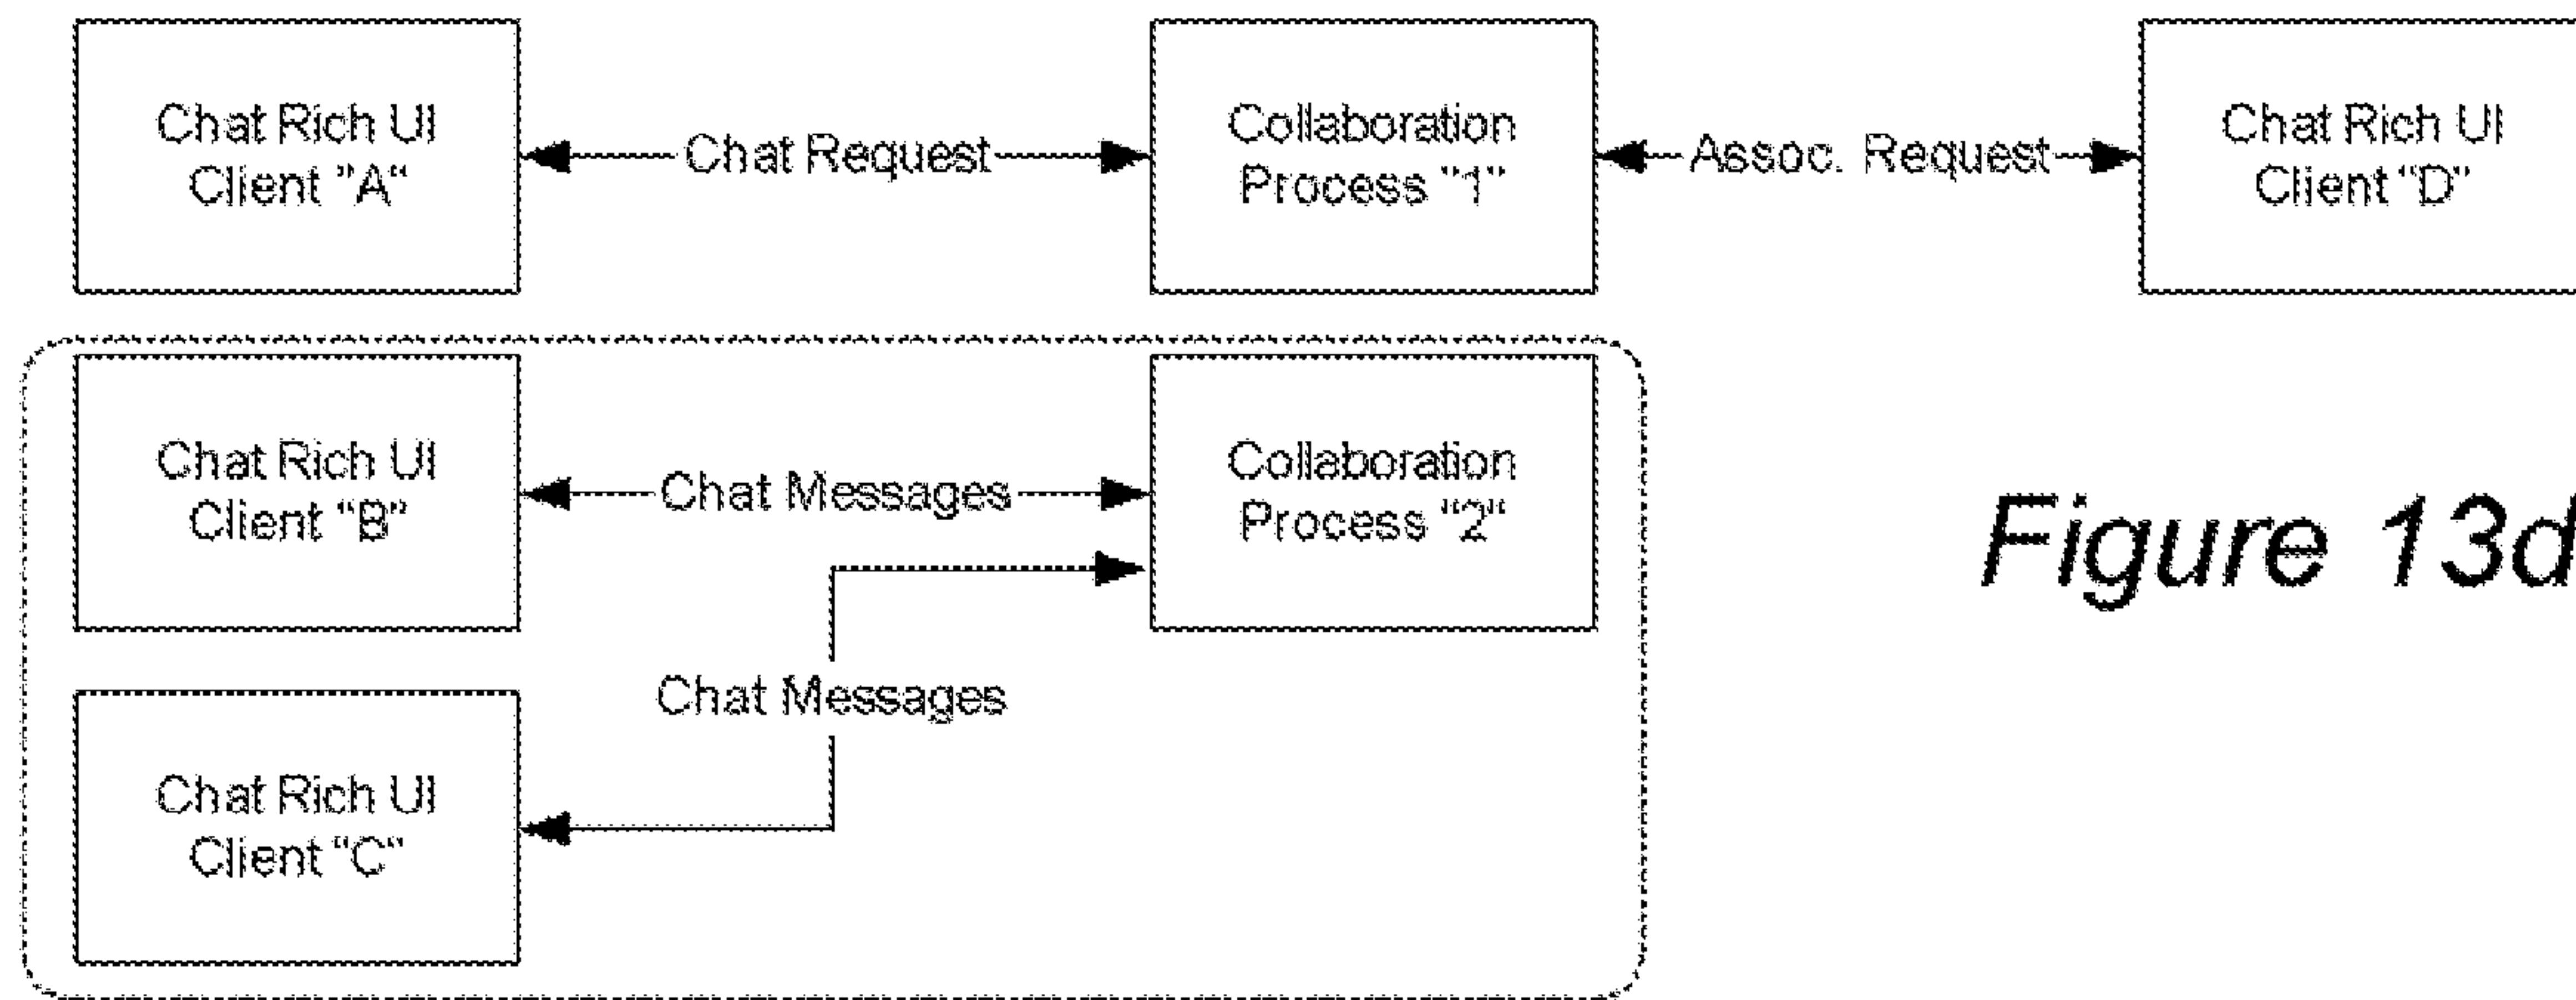 Chat Rich UI
Client "A"
Chat Request
Collaboration
Process "1"
Assoc. Request
Chat Rich UI
Client "D"
Chat Rich UI
Client "B"
Chat Messages
Collaboration
Process "2"
Chat Messages
Chat Rich UI
Client "C"
Figure 13d